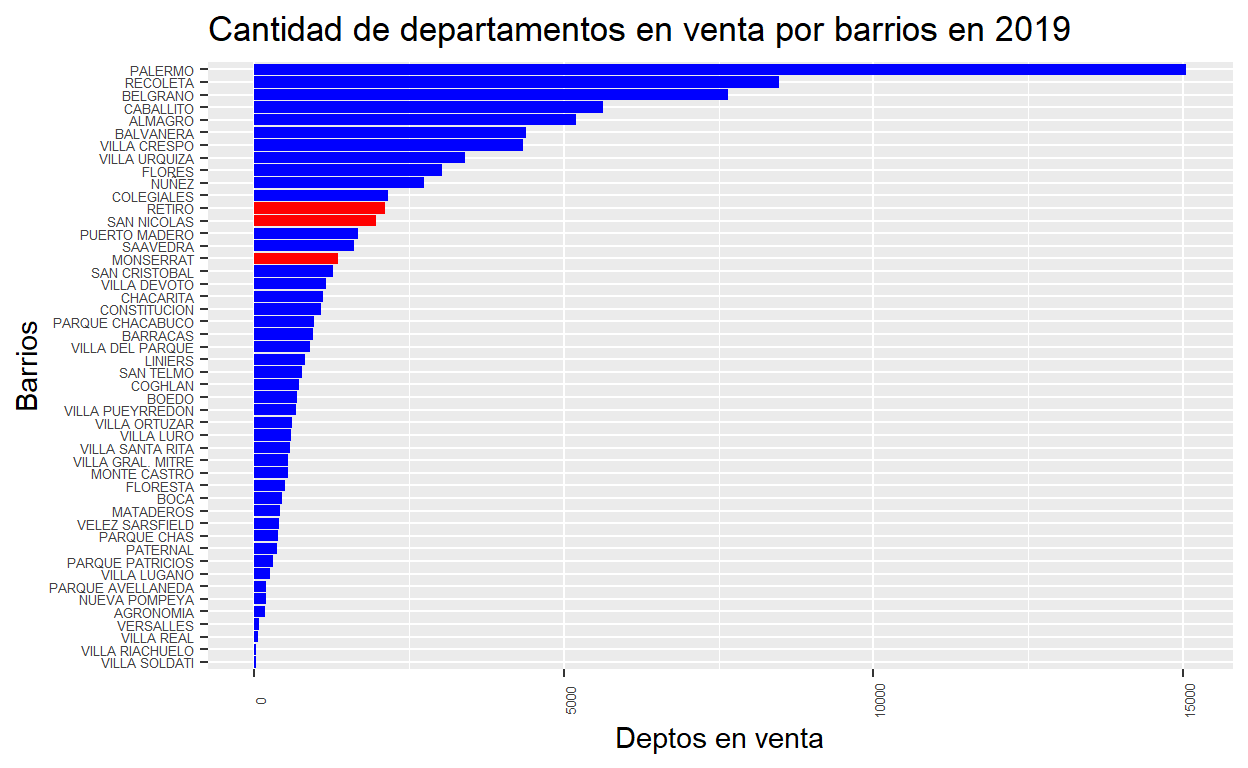 Cantidad de departamentos en venta por barrios en 2019
Barrios
PALERMO
RECOLETA
BELGRANO
CABALLITO
ALMAGRO
BALVANERA
VILLA CRESPO
VILLA URQUIZA
FLORES
NUÑEZ
COLEGIALES
RETIRO
SAN NICOLAS
PUERTO MADERO
SAAVEDRA
MONSERRAT
SAN CRISTOBAL
VILLA DEVOTO
CHACARITA
CONSTITUCION
PARQUE CHACABUCO
BARRACAS
VILLA DEL PARQUE
LINIERS
SAN TELMO
COGHLAN
BOEDO
VILLA PUEYRREDON
VILLA ORTUZAR
VILLA LURO
VILLA SANTA RITA
VILLA GRAL. MITRE
MONTE CASTRO
FLORESTA
BOCA
MATADEROS
VELEZ SARSFIELD
PARQUE CHAS
PATERNAL
PARQUE PATRICIOS
VILLA LUGANO
PARQUE AVELLANEDA
NUEVA POMPEYA
AGRONOMIA
VERSALLES
VILLA REAL
VILLA RIACHUELO
VILLA SOLDATI
0
5000
10000
15000
Deptos en venta